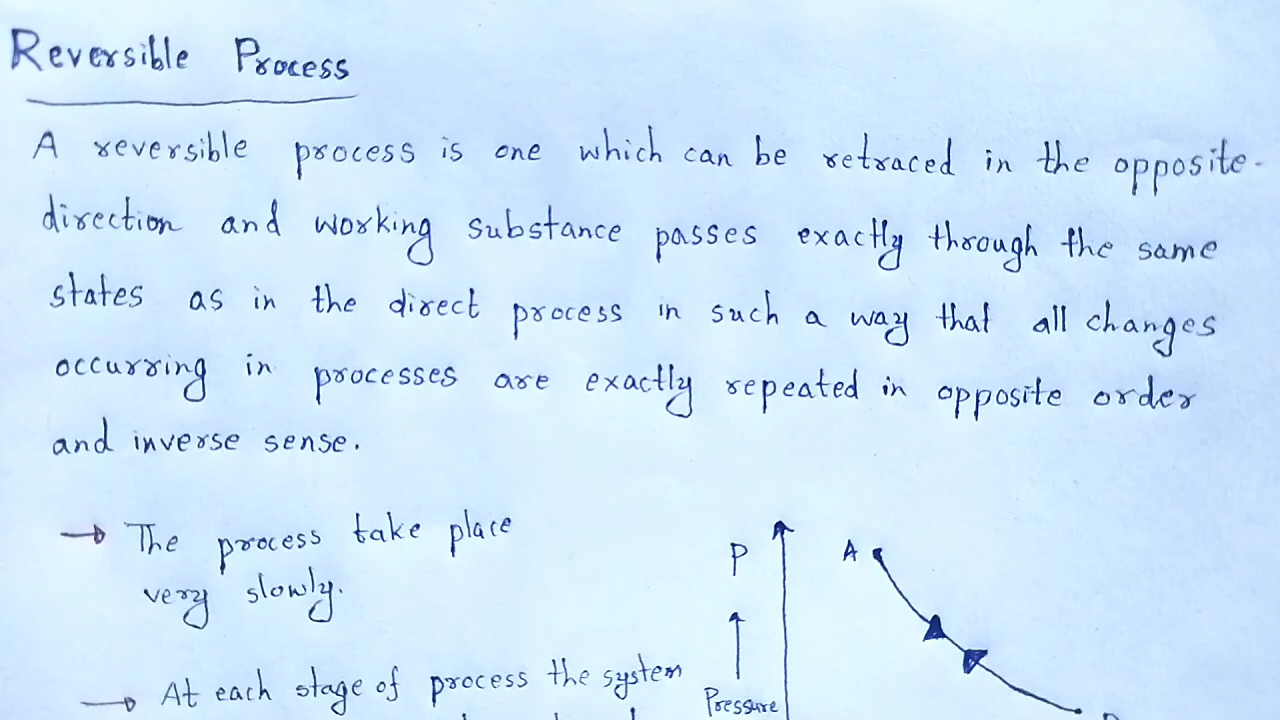 Reversible Process
A reversible process is one which can be retraced in the opposite-
direction and working substance passes exactly through the same
states as in the direct process in such a way that all changes
occurring in processes are exactly repeated in opposite order
and inverse sense.
→ The process take place
very slowly.
P
A
→ At each stage of process the system
Pressure